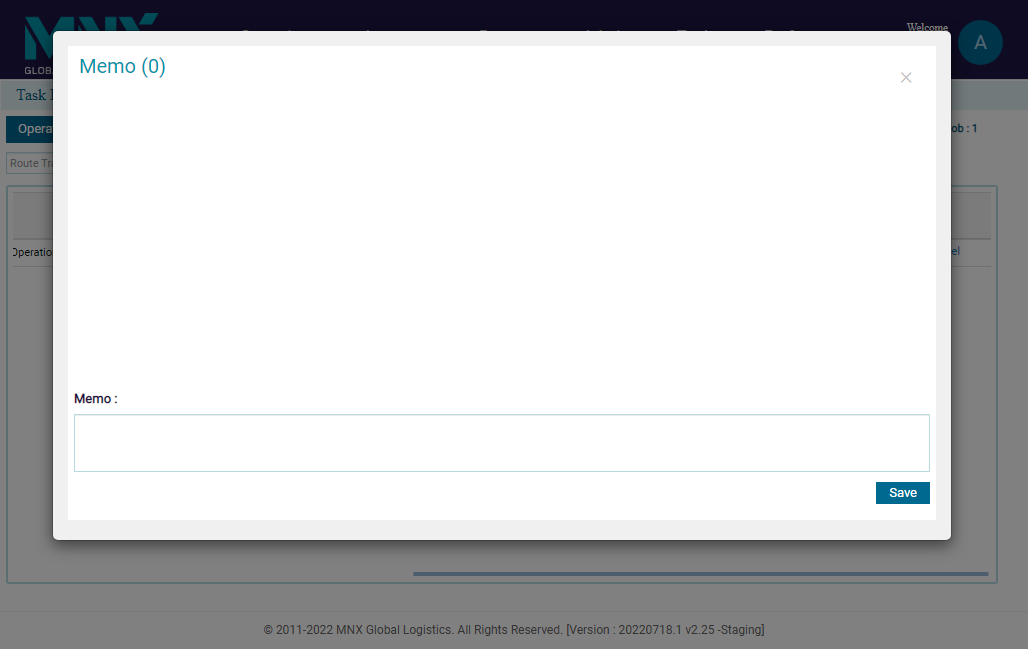 MNX
GLOB
Welcome
A
Memo (0)
×
Task
Opera
ob : 1
Route Tr
Operatio
el
Memo :
Save
© 2011-2022 MNX Global Logistics. All Rights Reserved. [Version : 20220718.1 v2.25 -Staging]